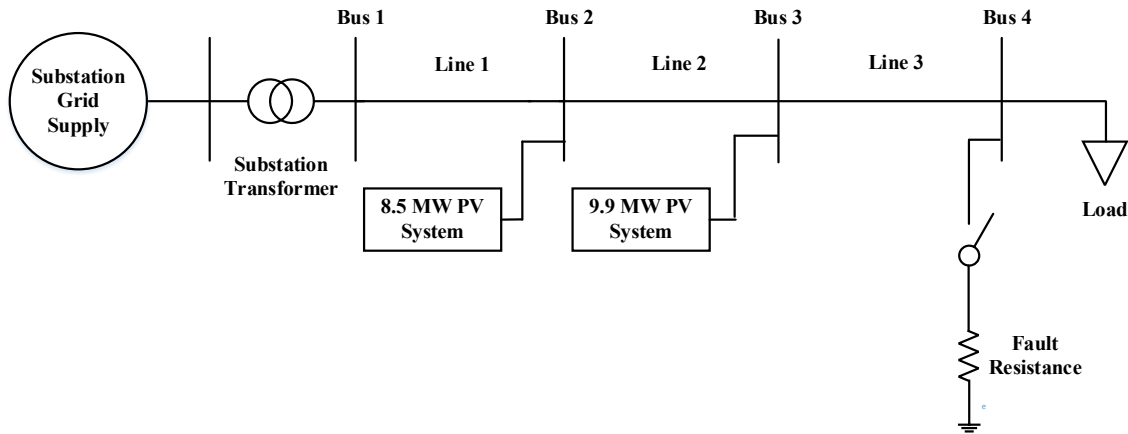 Bus 1
Bus 2
Bus 3
Bus 4
Substation
Grid
Supply
Line 1
Line 2
Line 3
Substation
Transformer
8.5 MW PV
System
9.9 MW PV
System
Load
Fault
Resistance
e